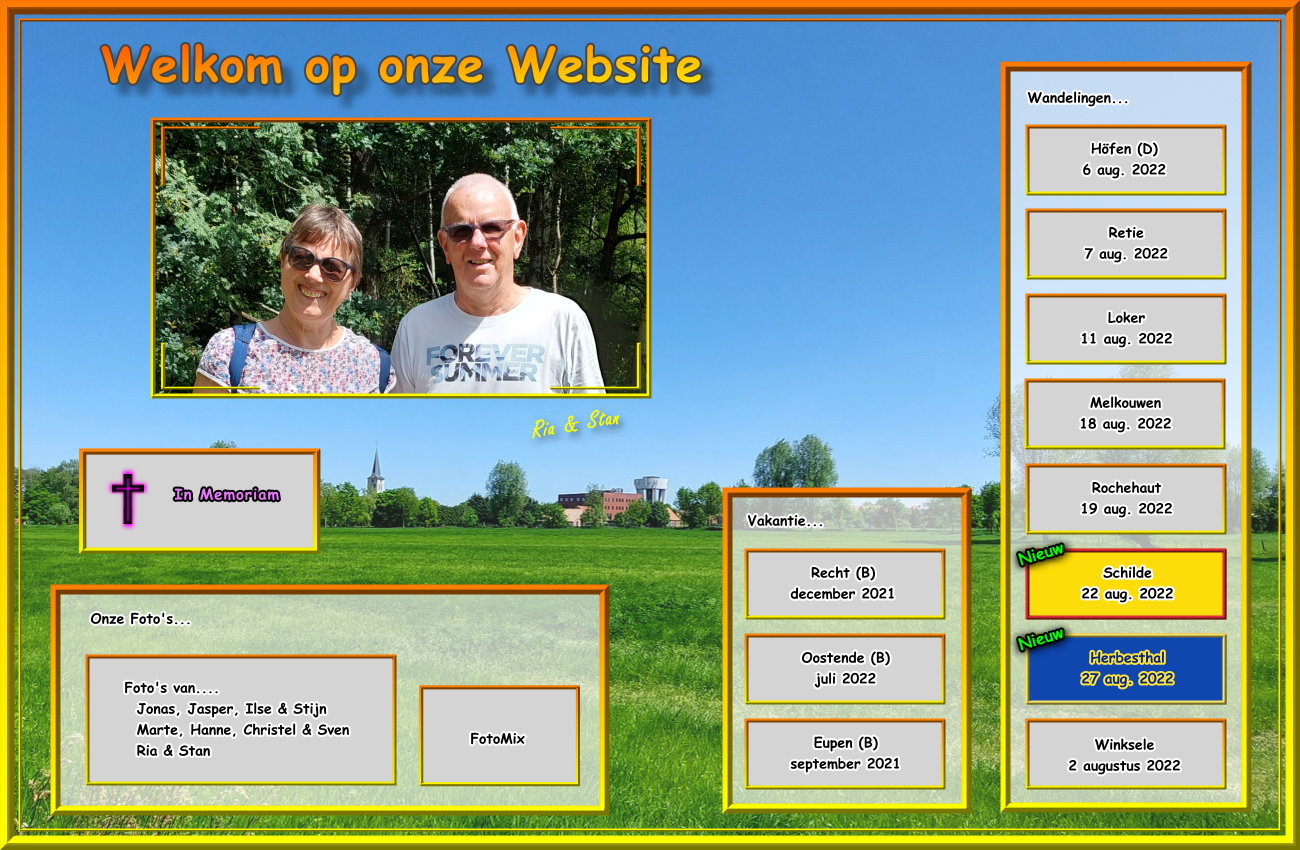 Welkom op onze Website
FOREVER
SUMMER
Ria & Stan
In Memoriam
Onze Foto's...
Foto's van....
Jonas, Jasper, Ilse & Stijn
Marte, Hanne, Christel & Sven
Ria & Stan
FotoMix
Vakantie...
Recht (B)
december 2021
Oostende (B)
juli 2022
Eupen (B)
september 2021
Wandelingen...
Höfen (D)
6 aug. 2022
Retie
7 aug. 2022
Loker
11 aug. 2022
Melkouwen
18 aug. 2022
Rochehaut
19 aug. 2022
Nieuw
Schilde
22 aug. 2022
Nieuw
Herbesthal
27 aug. 2022
Winksele
2 augustus 2022